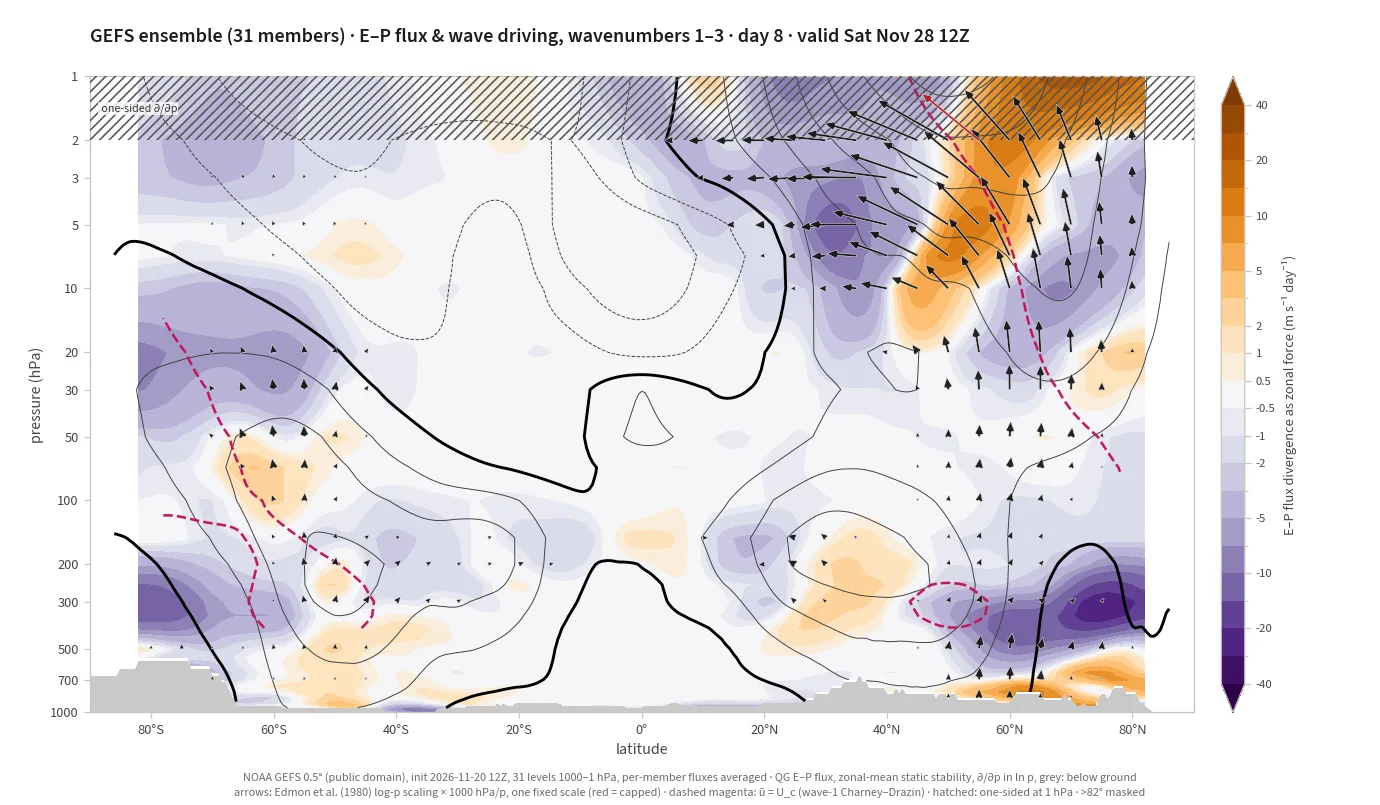 GEFS ensemble (31 members) · E–P flux & wave driving, wavenumbers 1–3 · day 8 · valid Sat Nov 28 12Z
one-sided ∂/∂p
pressure (hPa)
1
2
3
5
10
20
30
50
100
200
300
500
700
1000
80°S
60°S
40°S
20°S
0°
20°N
40°N
60°N
80°N
latitude
40
20
10
5
2
1
0.5
-0.5
-1
-2
-5
-10
-20
-40
E–P flux divergence as zonal force (m s⁻¹ day⁻¹)
NOAA GEFS 0.5° (public domain), init 2026-11-20 12Z, 31 levels 1000–1 hPa, per-member fluxes averaged · QG E–P flux, zonal-mean static stability, ∂/∂p in ln p, grey: below ground
arrows: Edmon et al. (1980) log-p scaling × 1000 hPa/p, one fixed scale (red = capped) · dashed magenta: ū = U_c (wave-1 Charney–Drazin) · hatched: one-sided at 1 hPa · >82° masked